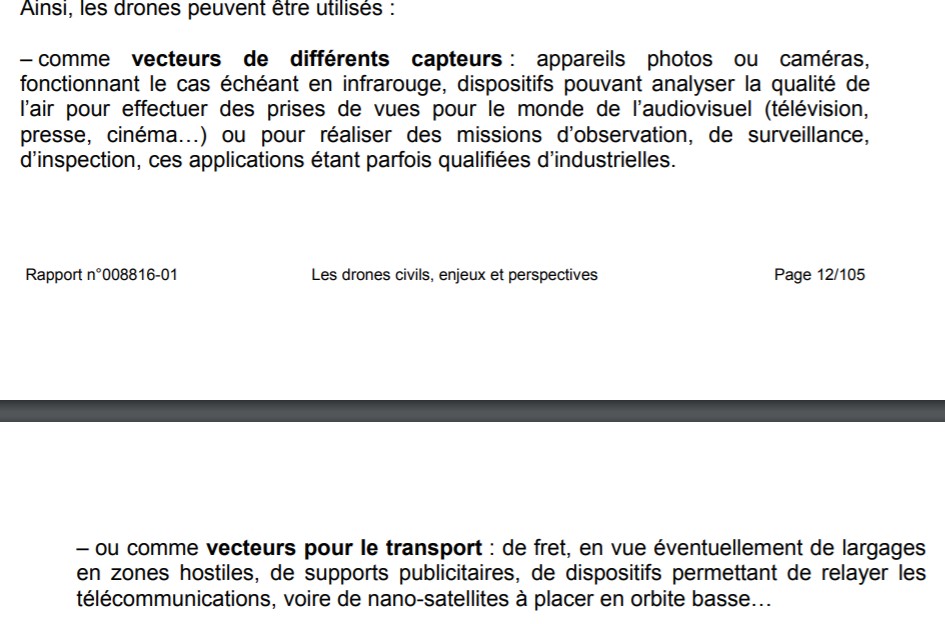 Ainsi, les drones peuvent être utilisés :
– comme vecteurs de différents capteurs : appareils photos ou caméras,
fonctionnant le cas échéant en infrarouge, dispositifs pouvant analyser la qualité de
l’air pour effectuer des prises de vues pour le monde de l’audiovisuel (télévision,
presse, cinéma…) ou pour réaliser des missions d’observation, de surveillance,
d’inspection, ces applications étant parfois qualifiées d’industrielles.
Rapport n°008816-01 Les drones civils, enjeux et perspectives Page 12/105
– ou comme vecteurs pour le transport : de fret, en vue éventuellement de largages
en zones hostiles, de supports publicitaires, de dispositifs permettant de relayer les
télécommunications, voire de nano-satellites à placer en orbite basse…